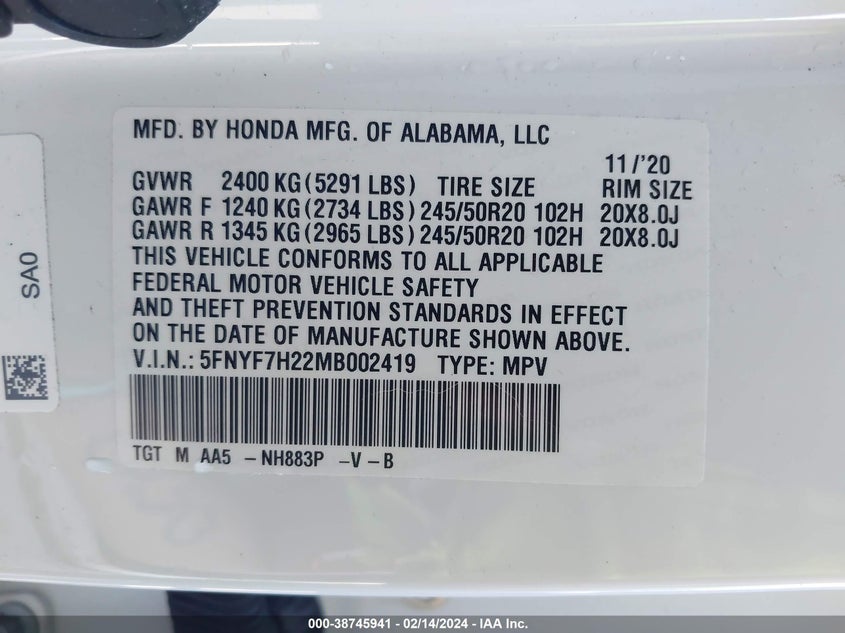 MFD. BY HONDA MFG. OF ALABAMA, LLC
11/'20
GVWR 2400 KG (5291 LBS) TIRE SIZE RIM SIZE
GAWR F 1240 KG (2734 LBS) 245/50R20 102H 20X8.0J
GAWR R 1345 KG (2965 LBS) 245/50R20 102H 20X8.0J
THIS VEHICLE CONFORMS TO ALL APPLICABLE
FEDERAL MOTOR VEHICLE SAFETY
AND THEFT PREVENTION STANDARDS IN EFFECT
ON THE DATE OF MANUFACTURE SHOWN ABOVE.
V.I.N.: 5FNYF7H22MB002419 TYPE: MPV
TGT M AA5 - NH883P - V - B
SA0
000-38745941 - 02/14/2024 - IAA Inc.